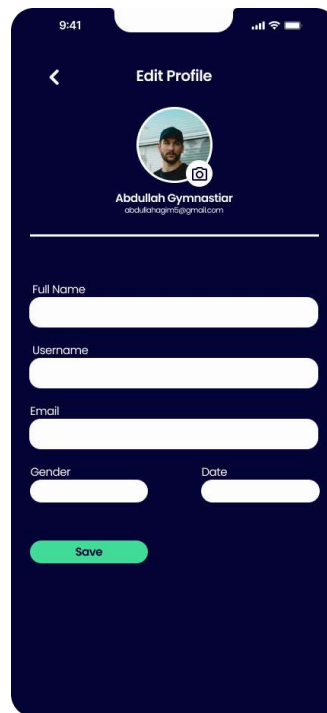 9:41
Edit Profile
Abdullah Gymnastiar
abdullahagim5@gmail.com
Full Name
Username
Email
Gender Date
Save